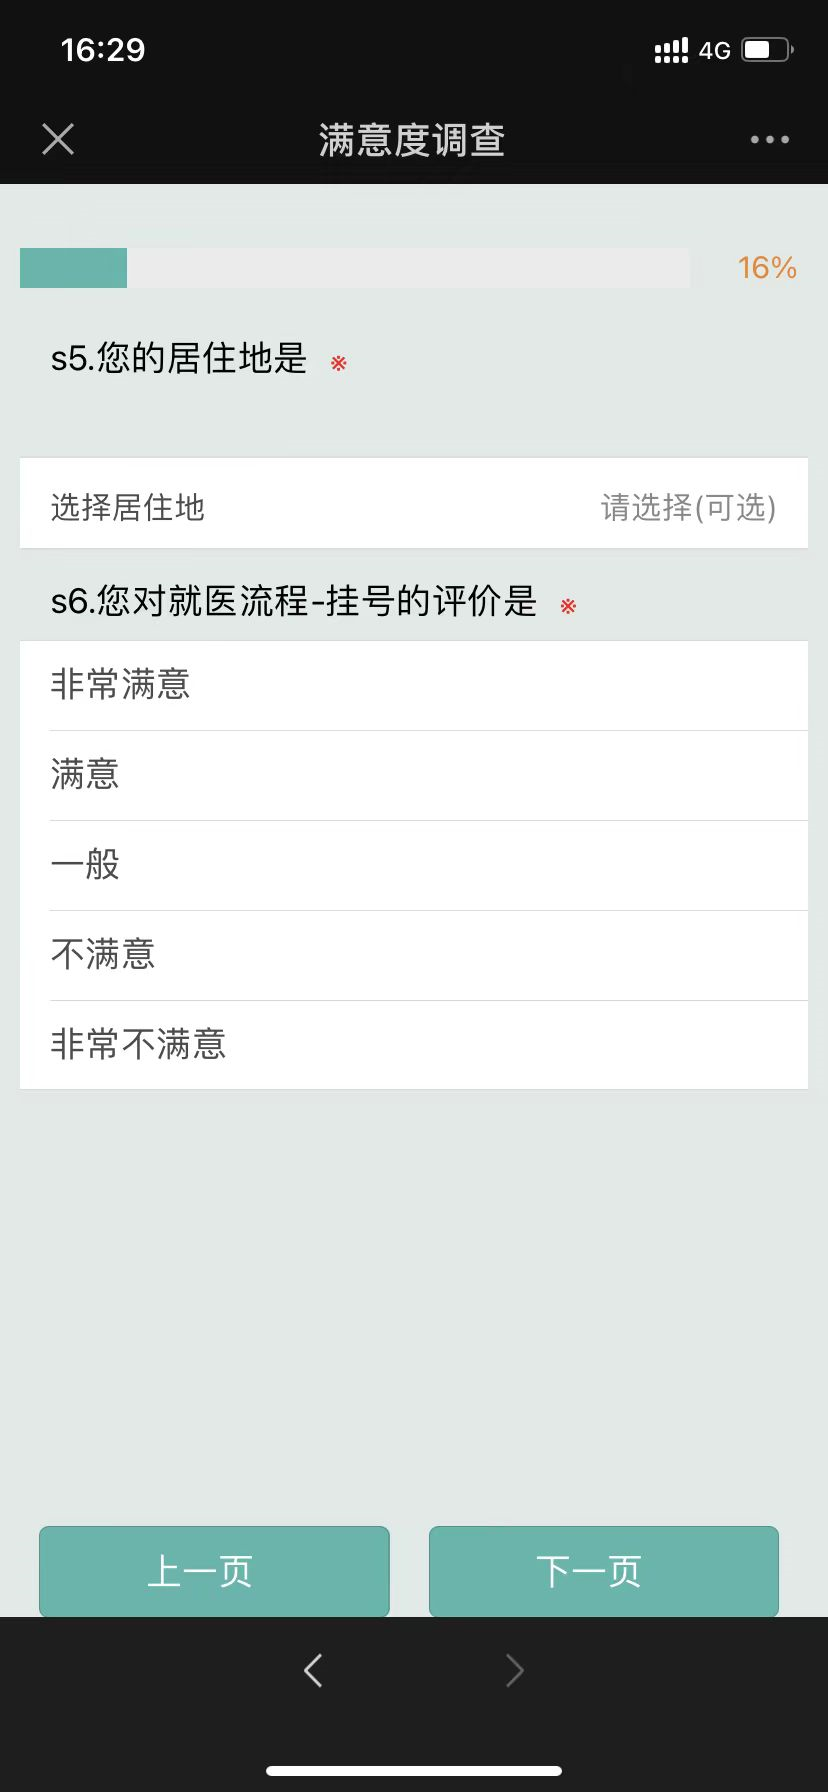 16:29
4G
满意度调查
16%
s5.您的居住地是 ※
选择居住地 请选择(可选)
s6.您对就医流程-挂号的评价是 ※
非常满意
满意
一般
不满意
非常不满意
上一页 下一页